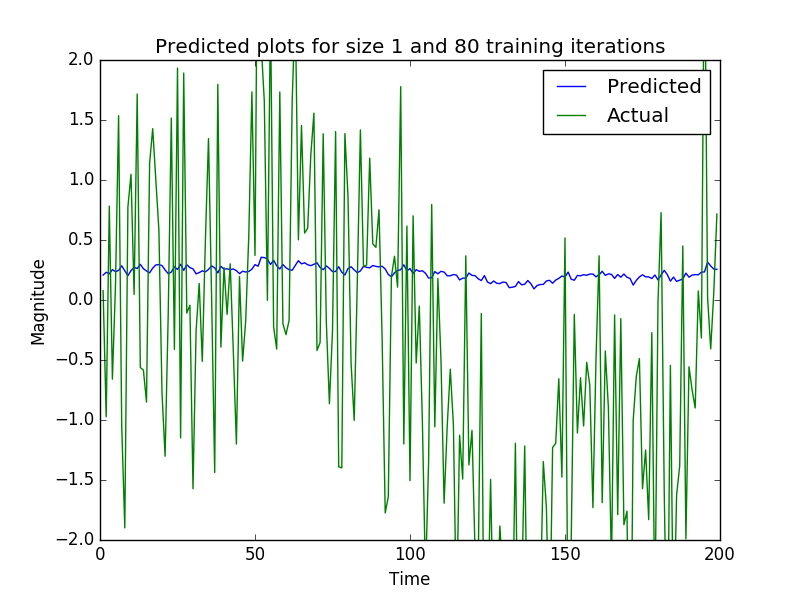 Predicted plots for size 1 and 80 training iterations
2.0
1.5
1.0
0.5
0.0
−0.5
−1.0
−1.5
−2.0
Magnitude
Predicted
Actual
0 50 100 150 200
Time